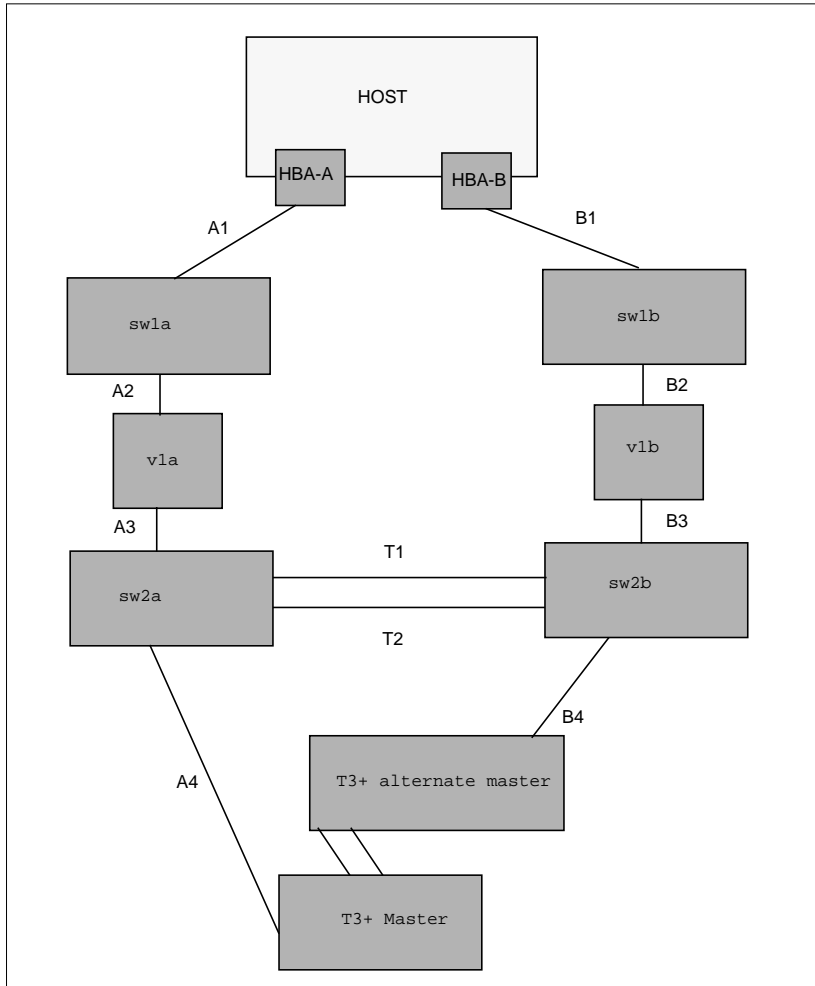 HOST
HBA-A
HBA-B
A1
B1
sw1a
sw1b
A2
B2
v1a
v1b
A3
B3
T1
sw2a
sw2b
T2
B4
A4
T3+ alternate master
T3+ Master